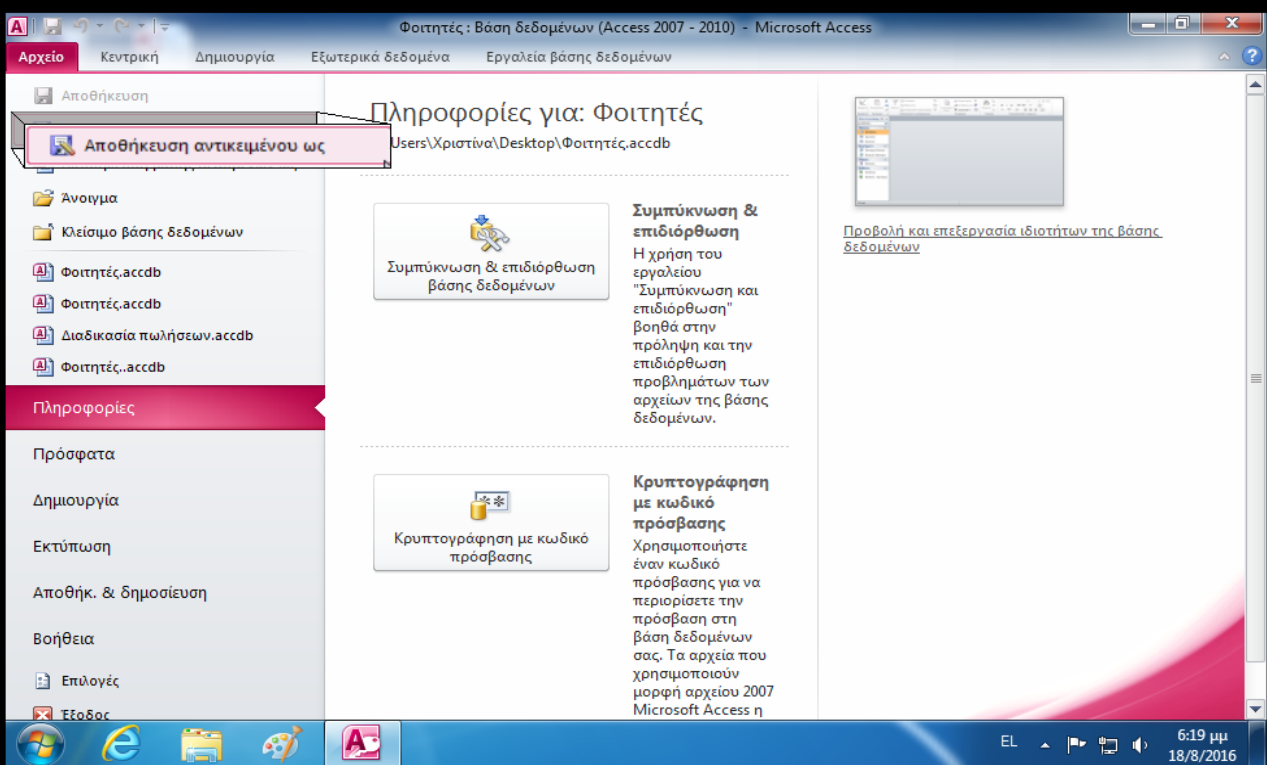 Φοιτητές : Βάση δεδομένων (Access 2007 - 2010) - Microsoft Access
Αρχείο Κεντρική Δημιουργία Εξωτερικά δεδομένα Εργαλεία βάσης δεδομένων
Αποθήκευση
Αποθήκευση αντικειμένου ως
Άνοιγμα
Κλείσιμο βάσης δεδομένων
Φοιτητές.accdb
Φοιτητές.accdb
Διαδικασία πωλήσεων.accdb
Φοιτητές..accdb
Πληροφορίες
Πρόσφατα
Δημιουργία
Εκτύπωση
Αποθήκ. & δημοσίευση
Βοήθεια
Επιλογές
Έξοδος
Πληροφορίες για: Φοιτητές
Users\Χριστίνα\Desktop\Φοιτητές.accdb
Συμπύκνωση & επιδιόρθωση
βάσης δεδομένων
Συμπύκνωση &
επιδιόρθωση
Η χρήση του
εργαλείου
"Συμπύκνωση και
επιδιόρθωση"
βοηθά στην
πρόληψη και την
επιδιόρθωση
προβλημάτων των
αρχείων της βάσης
δεδομένων.
Κρυπτογράφηση με κωδικό
πρόσβασης
Κρυπτογράφηση
με κωδικό
πρόσβασης
Χρησιμοποιήστε
έναν κωδικό
πρόσβασης για να
περιορίσετε την
πρόσβαση στη
βάση δεδομένων
σας. Τα αρχεία που
χρησιμοποιούν
μορφή αρχείου 2007
Microsoft Access η
Προβολή και επεξεργασία ιδιοτήτων της βάσης
δεδομένων
EL
6:19 μμ
18/8/2016